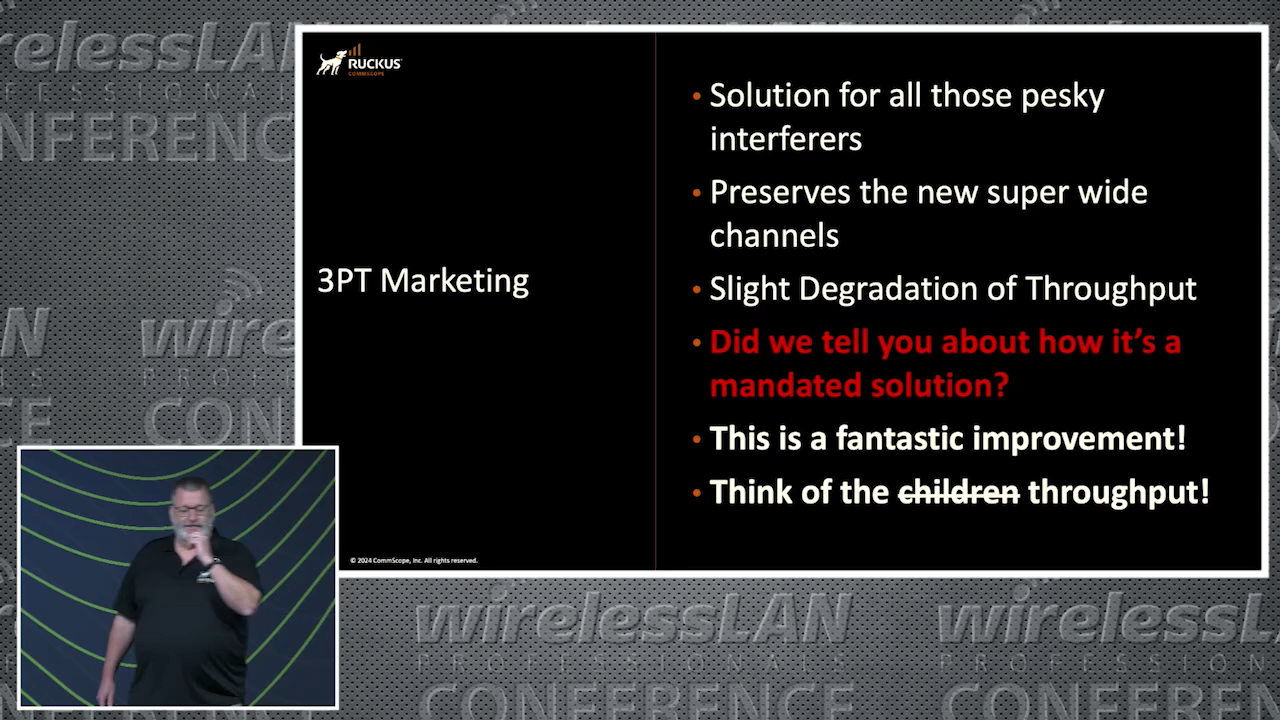 RUCKUS
COMMSCOPE
3PT Marketing
• Solution for all those pesky
interferers
• Preserves the new super wide
channels
• Slight Degradation of Throughput
• Did we tell you about how it's a
mandated solution?
• This is a fantastic improvement!
• Think of the children throughput!
© 2024 CommScope, Inc. All rights reserved.
wirelessLAN
PROFESSIONALS
CONFERENCE